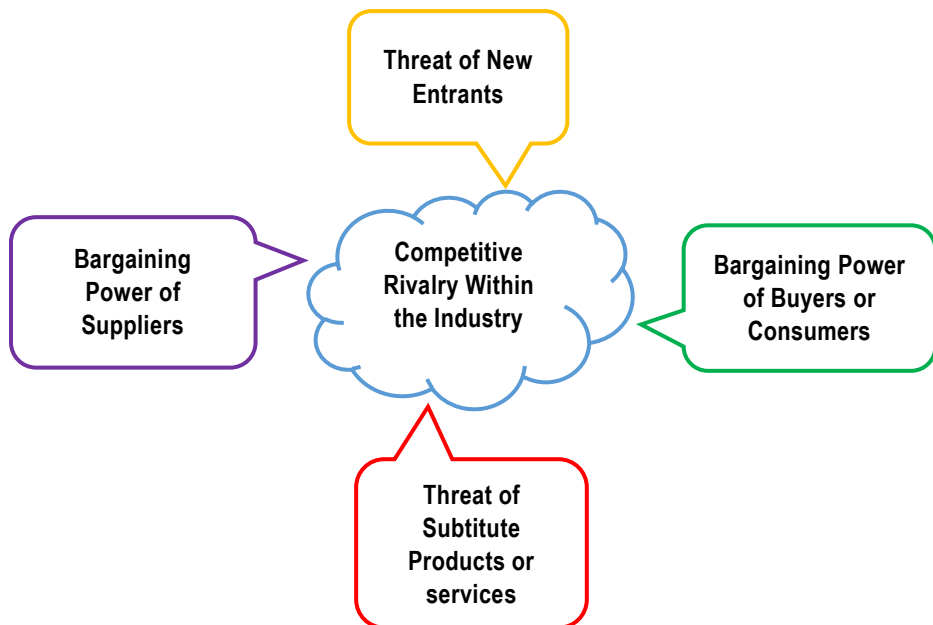 Threat of New
Entrants
Bargaining
Power of
Suppliers
Competitive
Rivalry Within
the Industry
Bargaining Power
of Buyers or
Consumers
Threat of
Subtitute
Products or
services